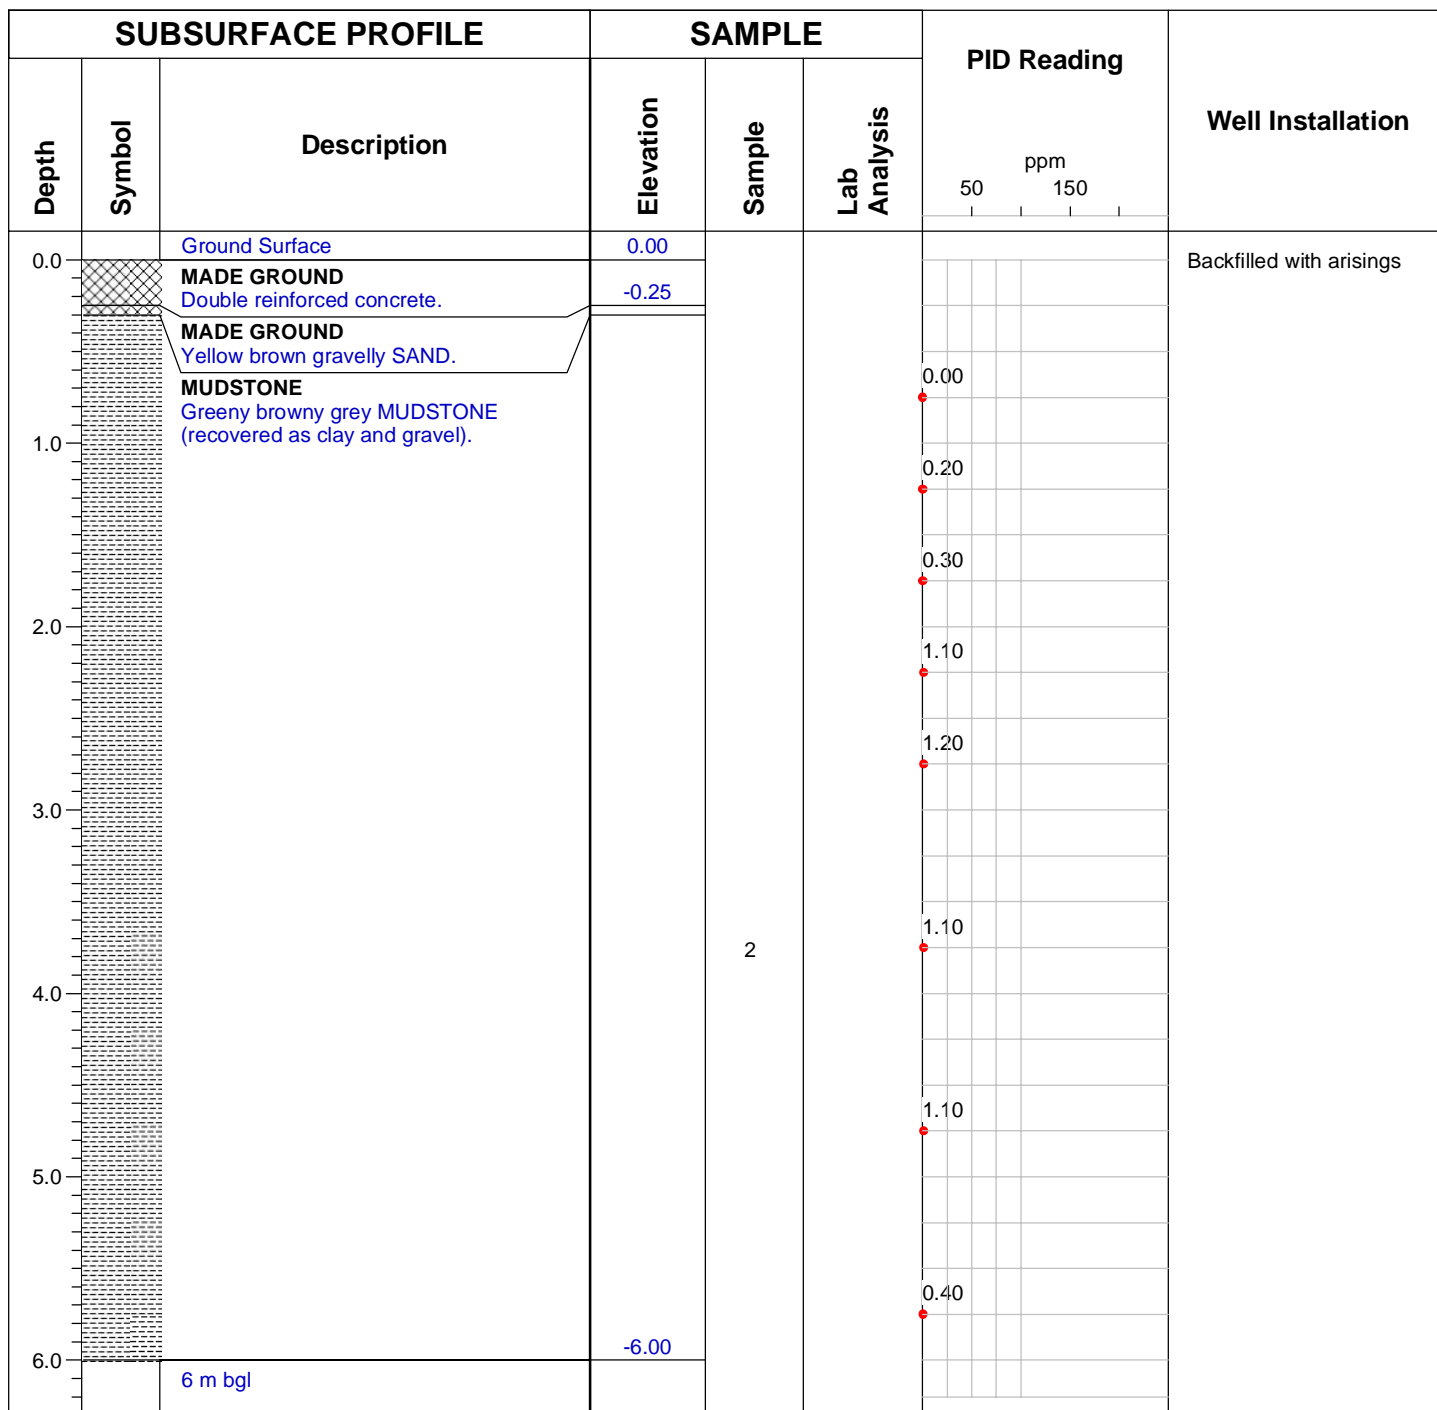 SUBSURFACE PROFILE
SAMPLE
PID Reading
Well Installation
Depth
Symbol
Description
Elevation
Sample
Lab
Analysis
ppm
50 150
Ground Surface
0.00
0.0
Backfilled with arisings
MADE GROUND
Double reinforced concrete.
-0.25
MADE GROUND
Yellow brown gravelly SAND.
MUDSTONE
Greeny browny grey MUDSTONE
(recovered as clay and gravel).
0.00
1.0
0.20
0.30
2.0
1.10
1.20
3.0
1.10
2
4.0
1.10
5.0
0.40
-6.00
6.0
6 m bgl